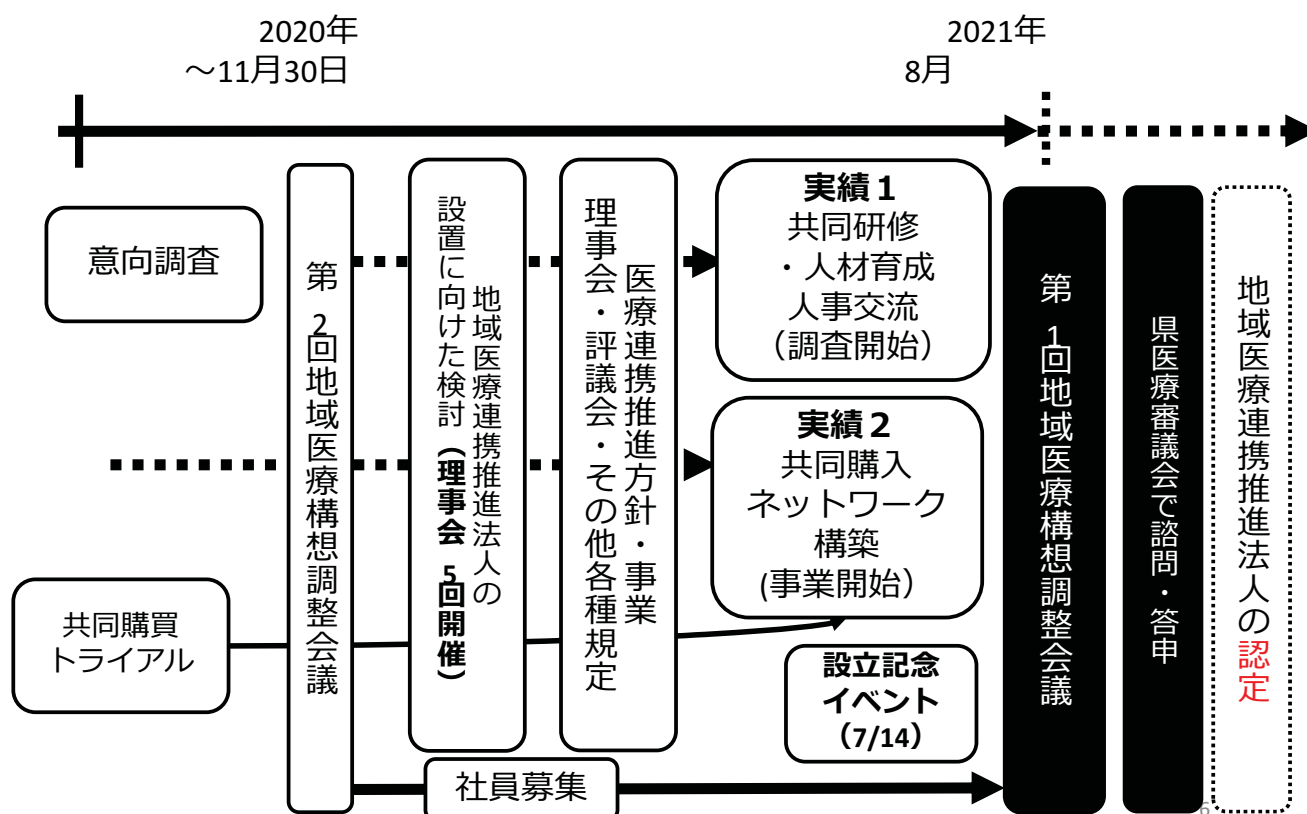 2020年
～11月30日
2021年
8月
意向調査
共同購買
トライアル
第2回地域医療構想調整会議
地域医療連携推進法人の
設置に向けた検討（理事会5回開催）
医療連携推進方針・事業
理事会・評議会・その他各種規定
実績１
共同研修
・人材育成
人事交流
（調査開始）
実績２
共同購入
ネットワーク
構築
(事業開始）
設立記念
イベント
（7/14）
社員募集
第1回地域医療構想調整会議
県医療審議会で諮問・答申
地域医療連携推進法人の認定
6